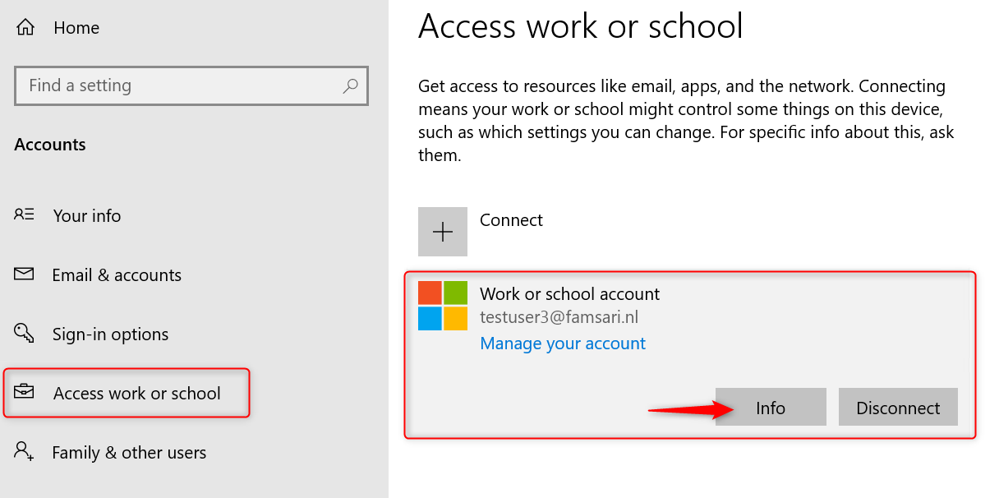 Home
Find a setting
Accounts
Your info
Email & accounts
Sign-in options
Access work or school
Family & other users
Access work or school
Get access to resources like email, apps, and the network. Connecting
means your work or school might control some things on this device,
such as which settings you can change. For specific info about this, ask
them.
Connect
Work or school account
testuser3@famsari.nl
Manage your account
Info
Disconnect